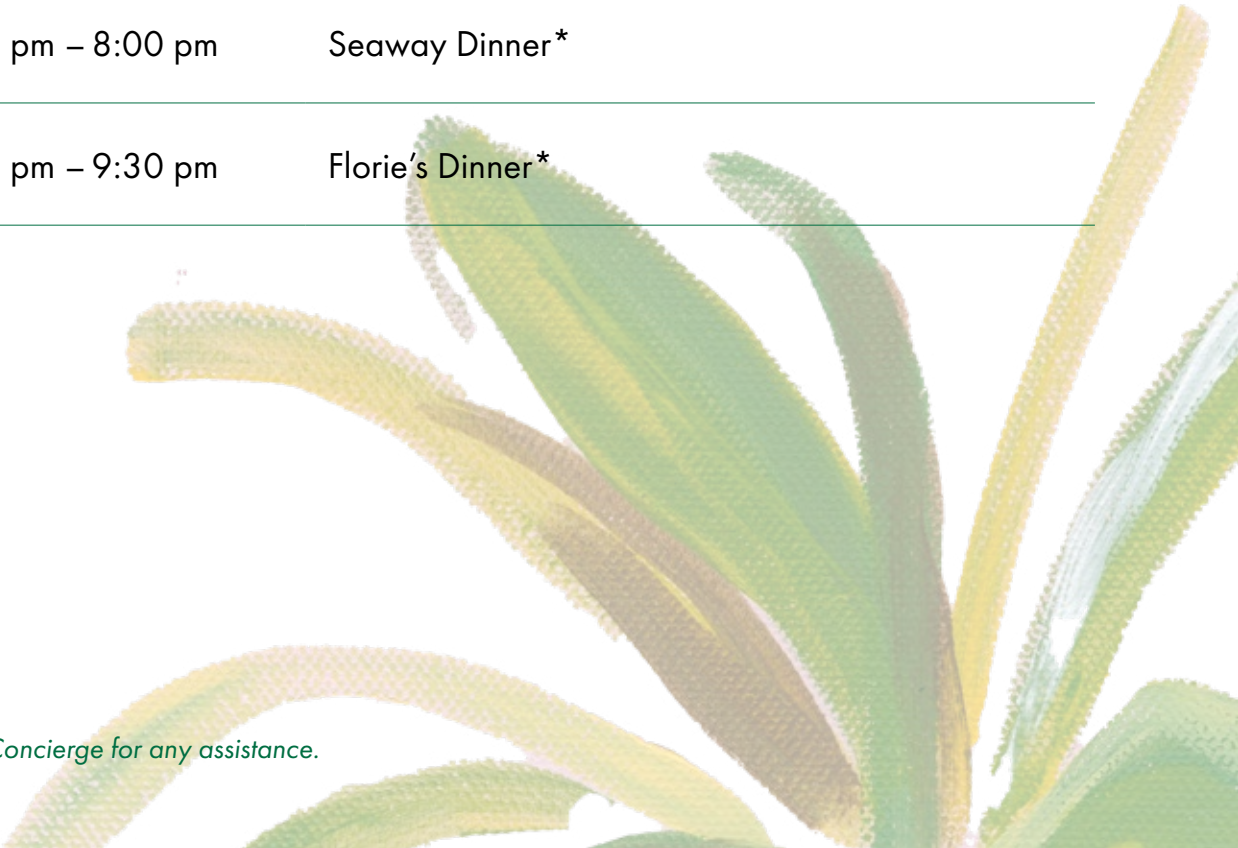 pm – 8:00 pm Seaway Dinner*
pm – 9:30 pm Florie’s Dinner*
Concierge for any assistance.